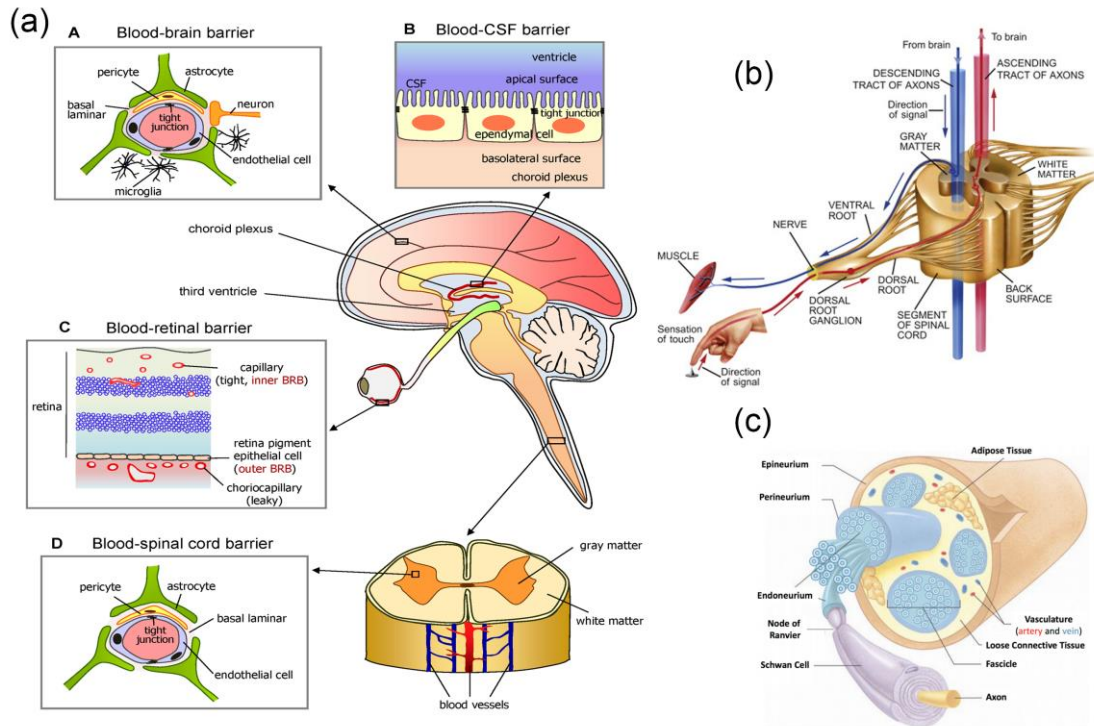 (a)
A
Blood-brain barrier
pericyte
astrocyte
basal
laminar
tight
junction
neuron
endothelial cell
microglia
B
Blood-CSF barrier
ventricle
CSF
apical surface
tight junction
ependymal cell
basolateral surface
choroid plexus
choroid plexus
third ventricle
C
Blood-retinal barrier
retina
capillary
(tight, inner BRB)
retina pigment
epithelial cell
(outer BRB)
choriocapillary
(leaky)
D
Blood-spinal cord barrier
pericyte
astrocyte
basal laminar
tight
junction
endothelial cell
gray matter
white matter
blood vessels
(b)
From brain
To brain
DESCENDING
TRACT OF AXONS
ASCENDING
TRACT OF AXONS
Direction
of signal
GRAY
MATTER
WHITE
MATTER
VENTRAL
ROOT
NERVE
MUSCLE
DORSAL
ROOT
DORSAL
ROOT
GANGLION
BACK
SURFACE
SEGMENT
OF SPINAL
CORD
Sensation
of touch
Direction
of signal
(c)
Epineurium
Adipose Tissue
Perineurium
Endoneurium
Node of
Ranvier
Schwan Cell
Vasculature
(artery and vein)
Loose Connective Tissue
Fascicle
Axon